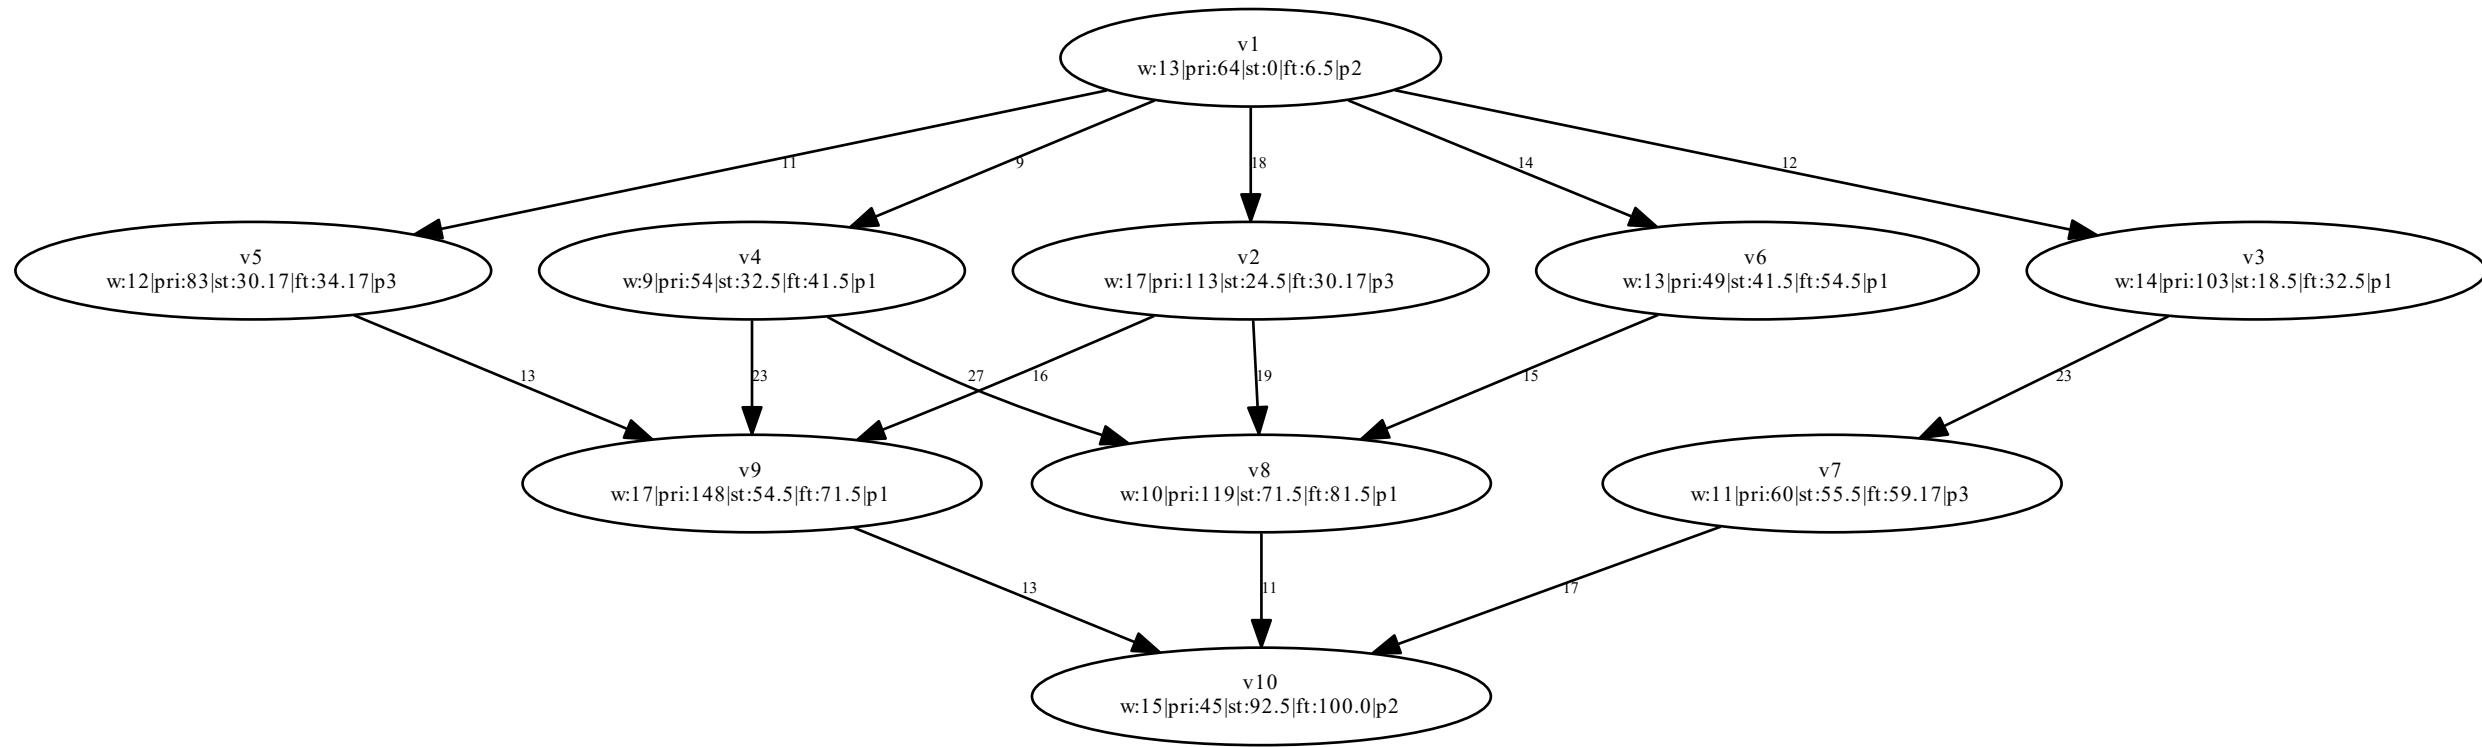 v1
w:13|pri:64|st:0|ft:6.5|p2
11
9
18
14
12
v5
w:12|pri:83|st:30.17|ft:34.17|p3
v4
w:9|pri:54|st:32.5|ft:41.5|p1
v2
w:17|pri:113|st:24.5|ft:30.17|p3
v6
w:13|pri:49|st:41.5|ft:54.5|p1
v3
w:14|pri:103|st:18.5|ft:32.5|p1
13
23
27
16
19
15
23
v9
w:17|pri:148|st:54.5|ft:71.5|p1
v8
w:10|pri:119|st:71.5|ft:81.5|p1
v7
w:11|pri:60|st:55.5|ft:59.17|p3
13
11
17
v10
w:15|pri:45|st:92.5|ft:100.0|p2